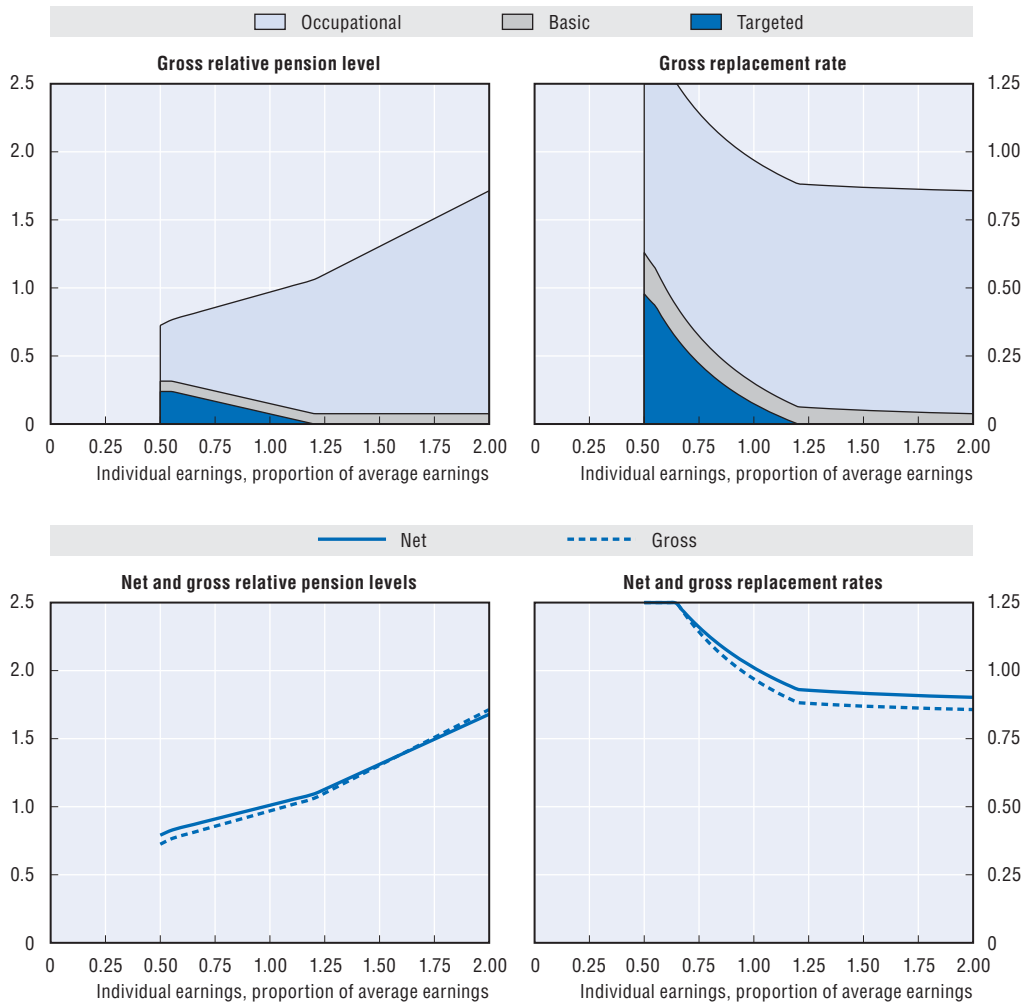 Occupational Basic Targeted
Gross relative pension level
2.5
2.0
1.5
1.0
0.5
0
0 0.25 0.50 0.75 1.00 1.25 1.50 1.75 2.00
Individual earnings, proportion of average earnings
Gross replacement rate
1.25
1.00
0.75
0.50
0.25
0
0 0.25 0.50 0.75 1.00 1.25 1.50 1.75 2.00
Individual earnings, proportion of average earnings
Net Gross
Net and gross relative pension levels
2.5
2.0
1.5
1.0
0.5
0
0 0.25 0.50 0.75 1.00 1.25 1.50 1.75 2.00
Individual earnings, proportion of average earnings
Net and gross replacement rates
1.25
1.00
0.75
0.50
0.25
0
0 0.25 0.50 0.75 1.00 1.25 1.50 1.75 2.00
Individual earnings, proportion of average earnings